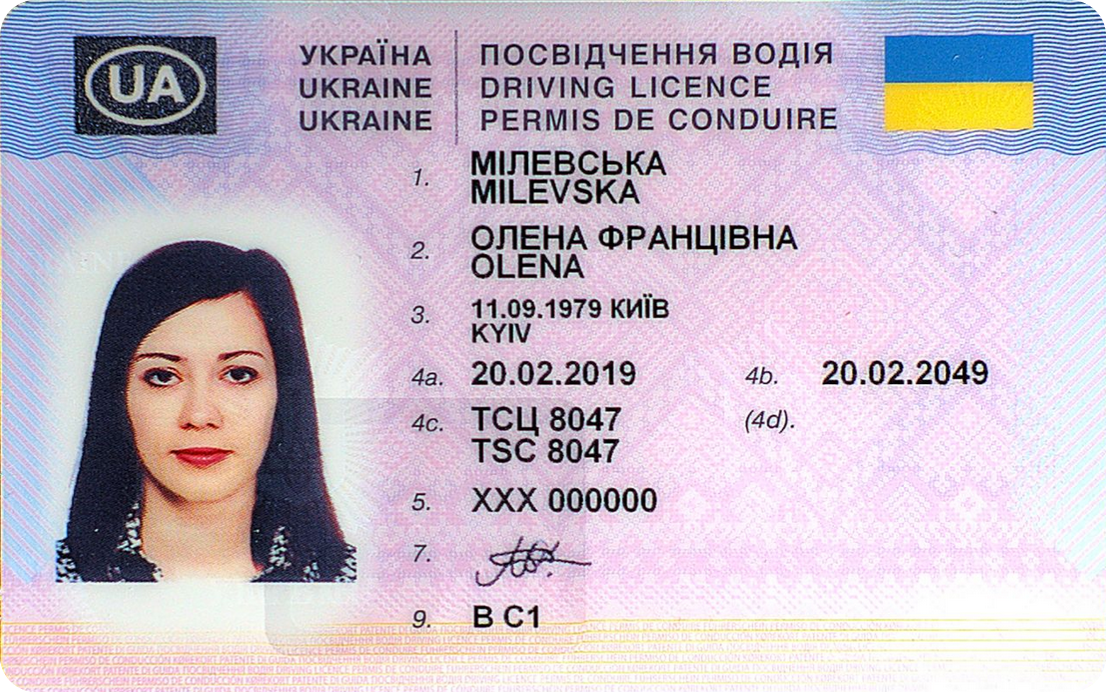 UA
УКРАЇНА
UKRAINE
UKRAINE
ПОСВІДЧЕННЯ ВОДІЯ
DRIVING LICENCE
PERMIS DE CONDUIRE
1. МІЛЕВСЬКА
MILEVSKA
2. ОЛЕНА ФРАНЦІВНА
OLENA
3. 11.09.1979 КИЇВ
KYIV
4a. 20.02.2019 4b. 20.02.2049
4c. ТСЦ 8047 (4d).
TSC 8047
5. XXX 000000
7.
9. B C1